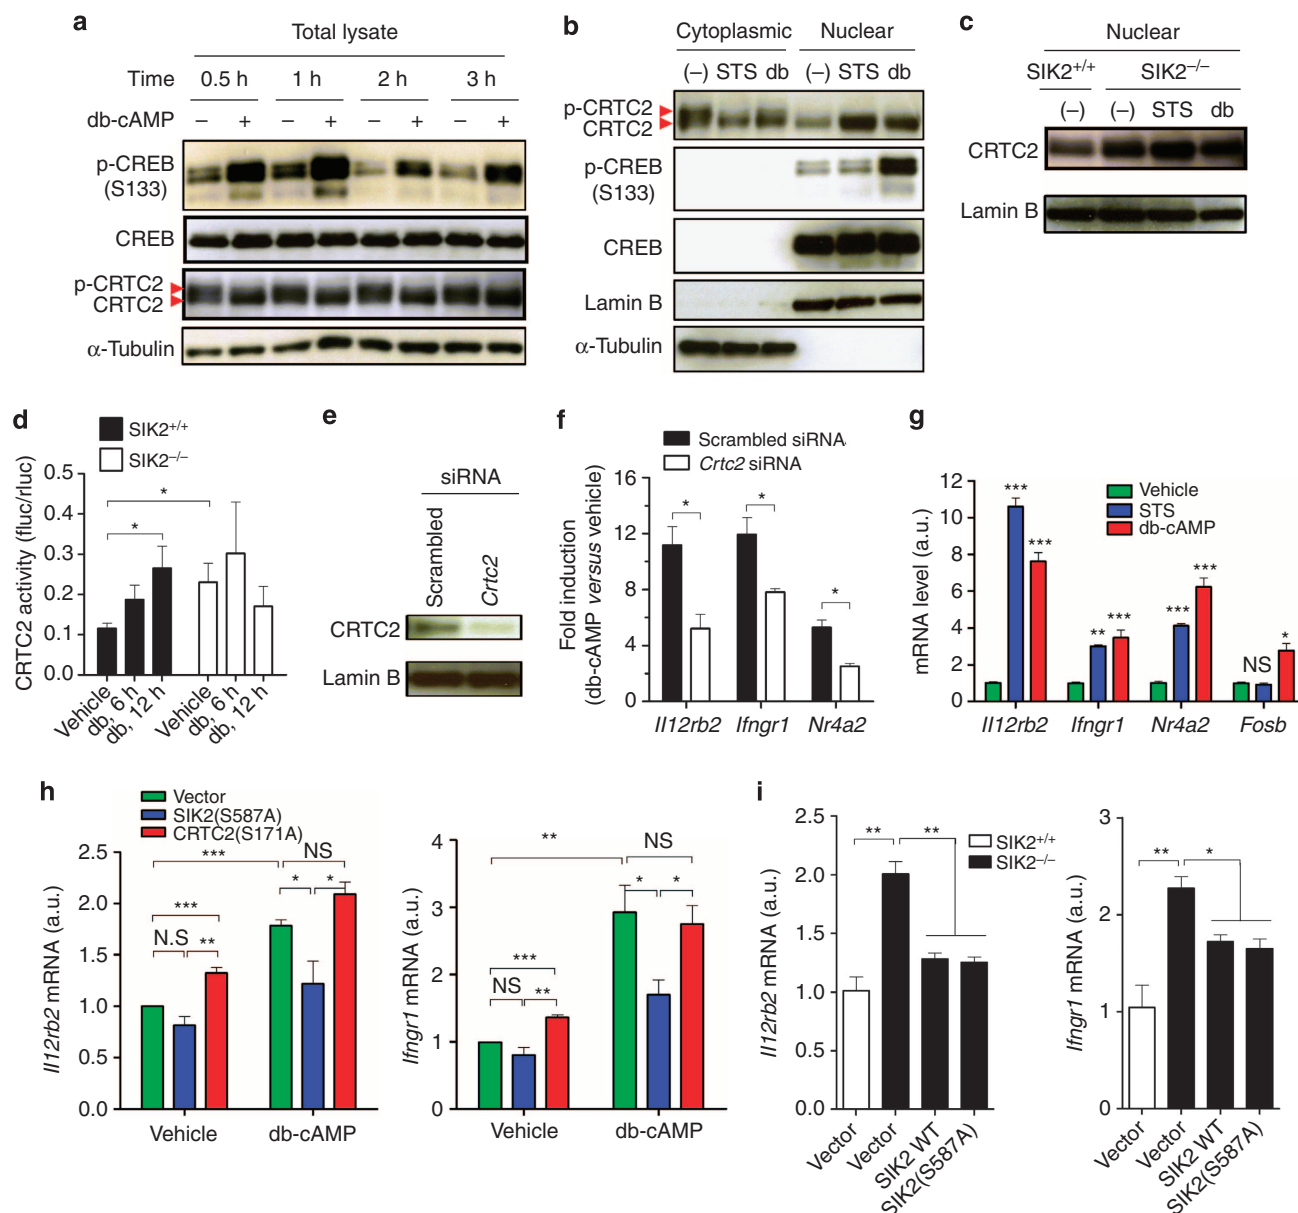 a
Total lysate
Time 0.5 h 1 h 2 h 3 h
db-cAMP – + – + – + – +
p-CREB
(S133)
CREB
p-CRTC2
CRTC2
α-Tubulin
b
Cytoplasmic Nuclear
(–) STS db (–) STS db
p-CRTC2
CRTC2
p-CREB
(S133)
CREB
Lamin B
α-Tubulin
c
Nuclear
SIK2+/+ SIK2–/–
(–) (–) STS db
CRTC2
Lamin B
d
SIK2+/+
SIK2–/–
CRTC2 activity (fluc/rluc)
0.5
0.4
0.3
0.2
0.1
0.0
* *
Vehicle
db, 6 h
db, 12 h
Vehicle
db, 6 h
db, 12 h
e
siRNA
Scrambled
Crtc2
CRTC2
Lamin B
f
Scrambled siRNA
Crtc2 siRNA
Fold induction
(db-cAMP versus vehicle)
16
12
8
4
0
* * *
Il12rb2 Ifngr1 Nr4a2
g
Vehicle
STS
db-cAMP
mRNA level (a.u.)
12
10
8
6
4
2
0
*** *** ** *** *** *** NS *
Il12rb2 Ifngr1 Nr4a2 Fosb
h
Vector
SIK2(S587A)
CRTC2(S171A)
Il12rb2 mRNA (a.u.)
2.5
2.0
1.5
1.0
0.5
0.0
*** NS
* *
***
N.S **
Vehicle db-cAMP
Ifngr1 mRNA (a.u.)
4
3
2
1
0
** NS
* *
***
NS **
Vehicle db-cAMP
i
SIK2+/+
SIK2–/–
Il12rb2 mRNA (a.u.)
2.5
2.0
1.5
1.0
0.5
0.0
** **
Vector
Vector
SIK2 WT
SIK2(S587A)
Ifngr1 mRNA (a.u.)
3
2
1
0
** *
Vector
Vector
SIK2 WT
SIK2(S587A)